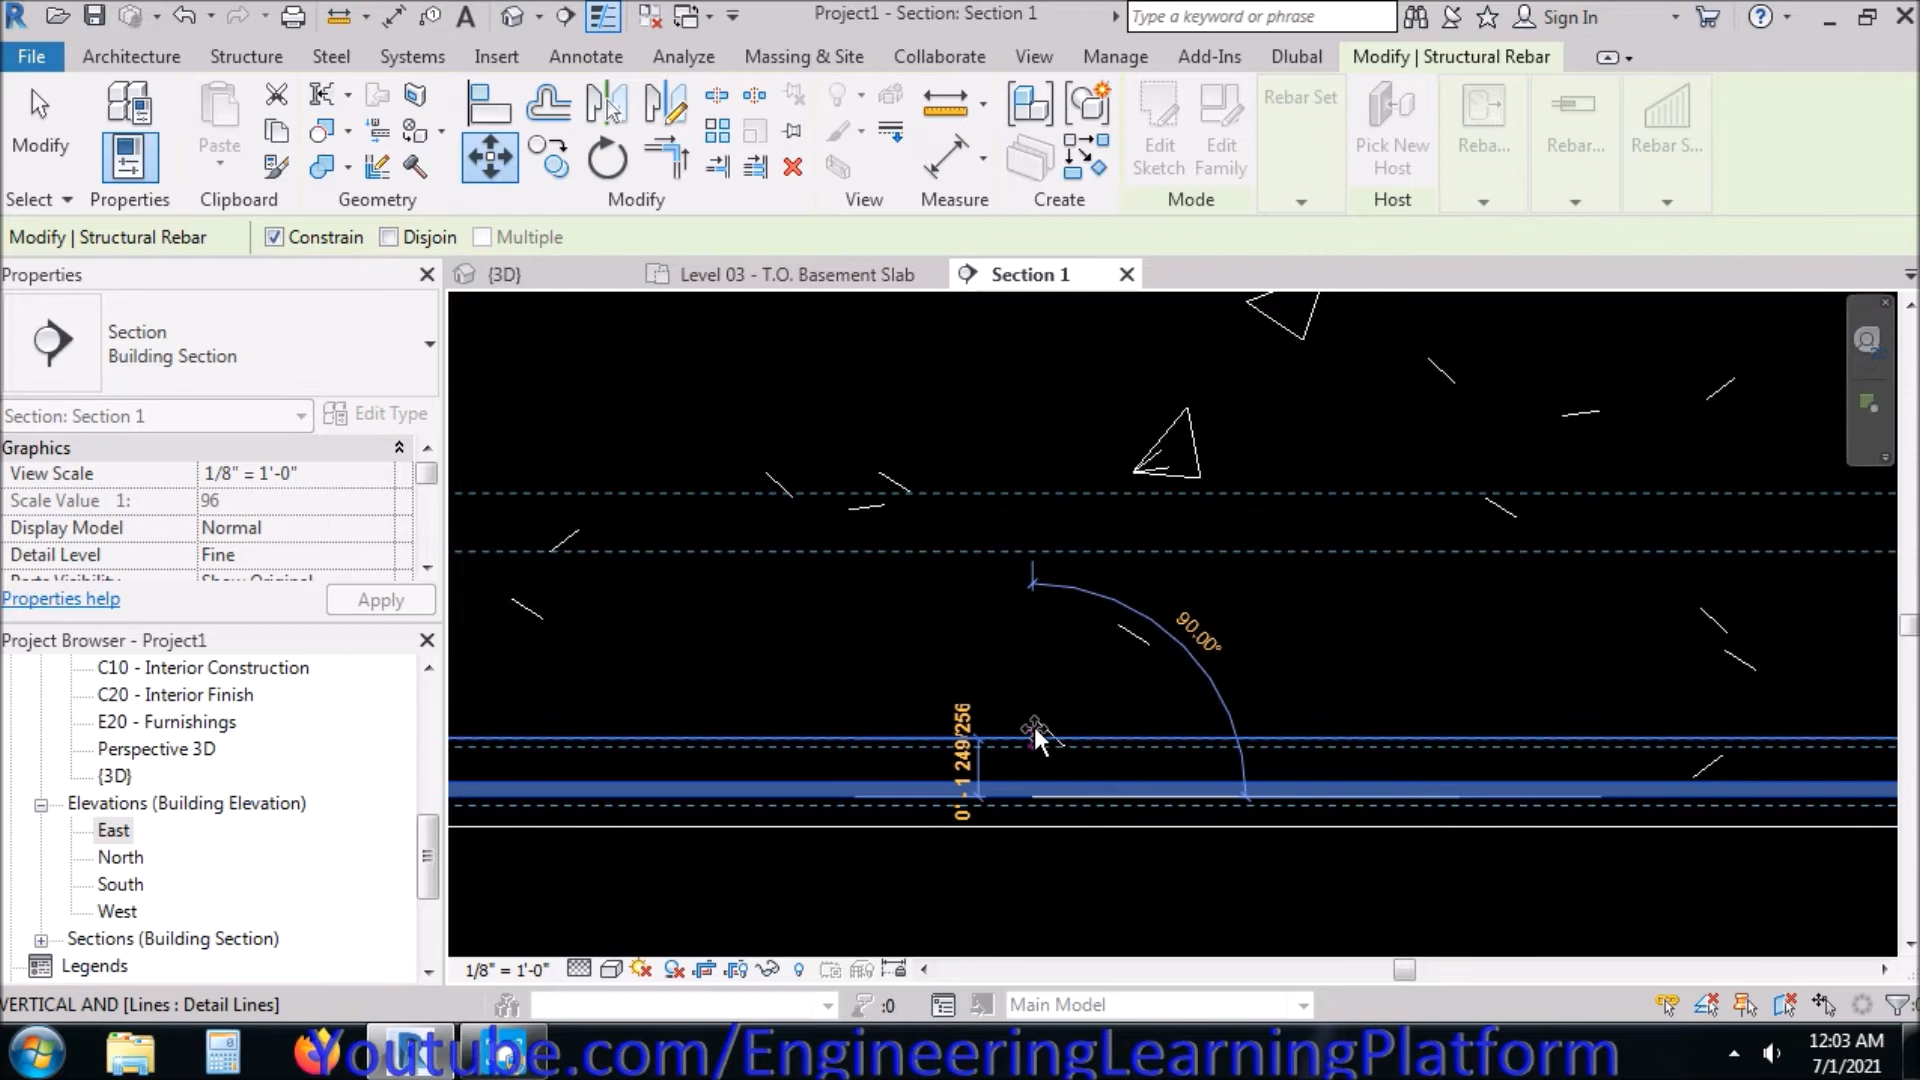 Project1 - Section: Section 1
Type a keyword or phrase
Sign In
File Architecture Structure Steel Systems Insert Annotate Analyze Massing & Site Collaborate View Manage Add-Ins Dlubal Modify | Structural Rebar
Modify
Paste
Edit Sketch
Edit Family
Rebar Set
Pick New Host
Reba...
Rebar...
Rebar S...
Select Properties Clipboard Geometry Modify View Measure Create Mode Host
Modify | Structural Rebar Constrain Disjoin Multiple
Properties
{3D}
Level 03 - T.O. Basement Slab
Section 1
Section
Building Section
Section: Section 1
Edit Type
Graphics
View Scale 1/8" = 1'-0"
Scale Value 1: 96
Display Model Normal
Detail Level Fine
Parts Visibility Show Original
Properties help
Apply
90.00°
0' - 1 249/256
Project Browser - Project1
C10 - Interior Construction
C20 - Interior Finish
E20 - Furnishings
Perspective 3D
{3D}
Elevations (Building Elevation)
East
North
South
West
Sections (Building Section)
Legends
1/8" = 1'-0"
VERTICAL AND [Lines : Detail Lines]
:0
Main Model
Youtube.com/EngineeringLearningPlatform
12:03 AM
7/1/2021